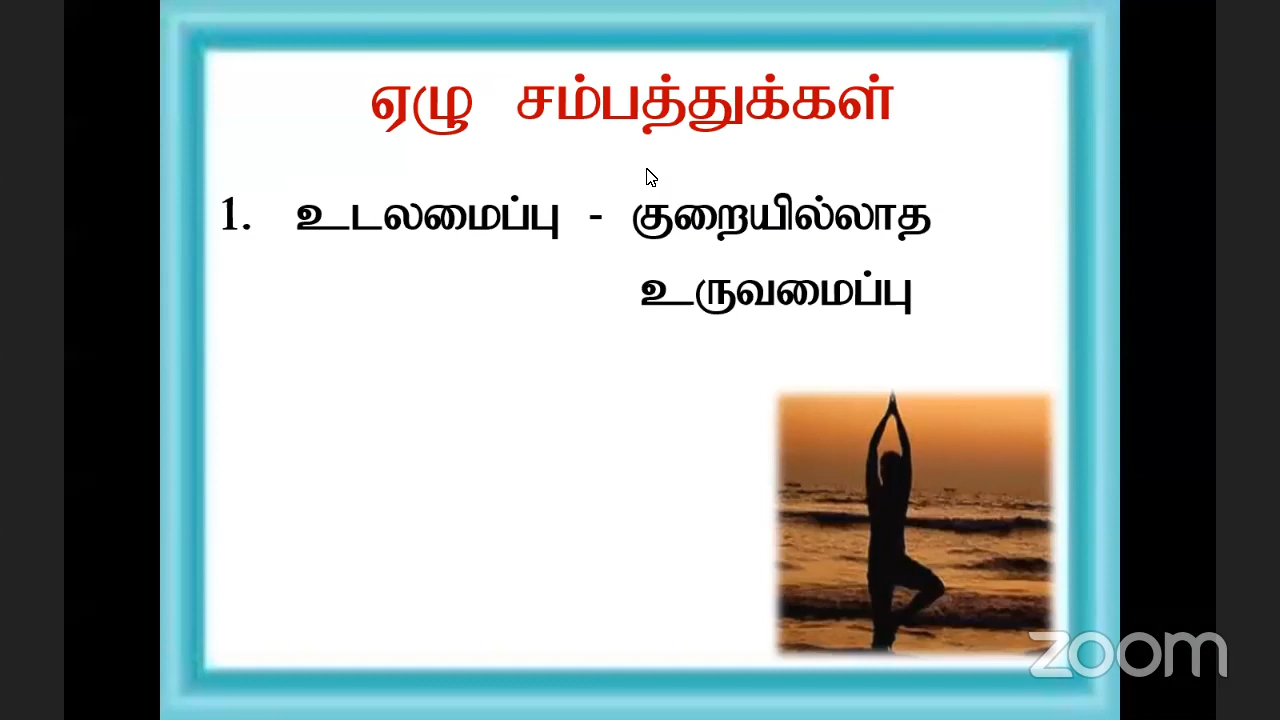 ஏழு சம்பத்துக்கள்
1. உடலமைப்பு - குறையில்லாத
உருவமைப்பு
zoom